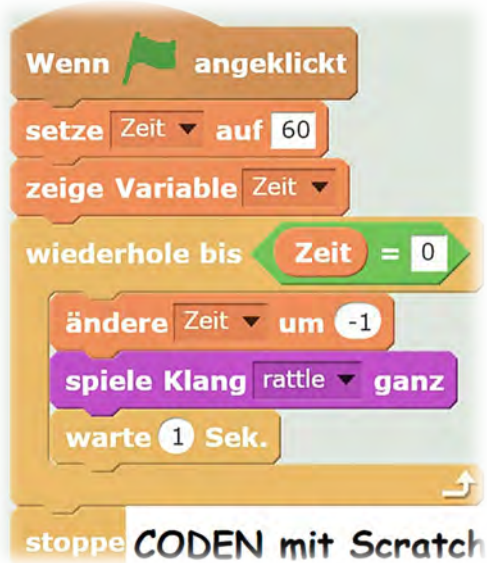 Wenn angeklickt
setze Zeit auf 60
zeige Variable Zeit
wiederhole bis Zeit = 0
ändere Zeit um -1
spiele Klang rattle ganz
warte 1 Sek.
stoppe CODEN mit Scratch